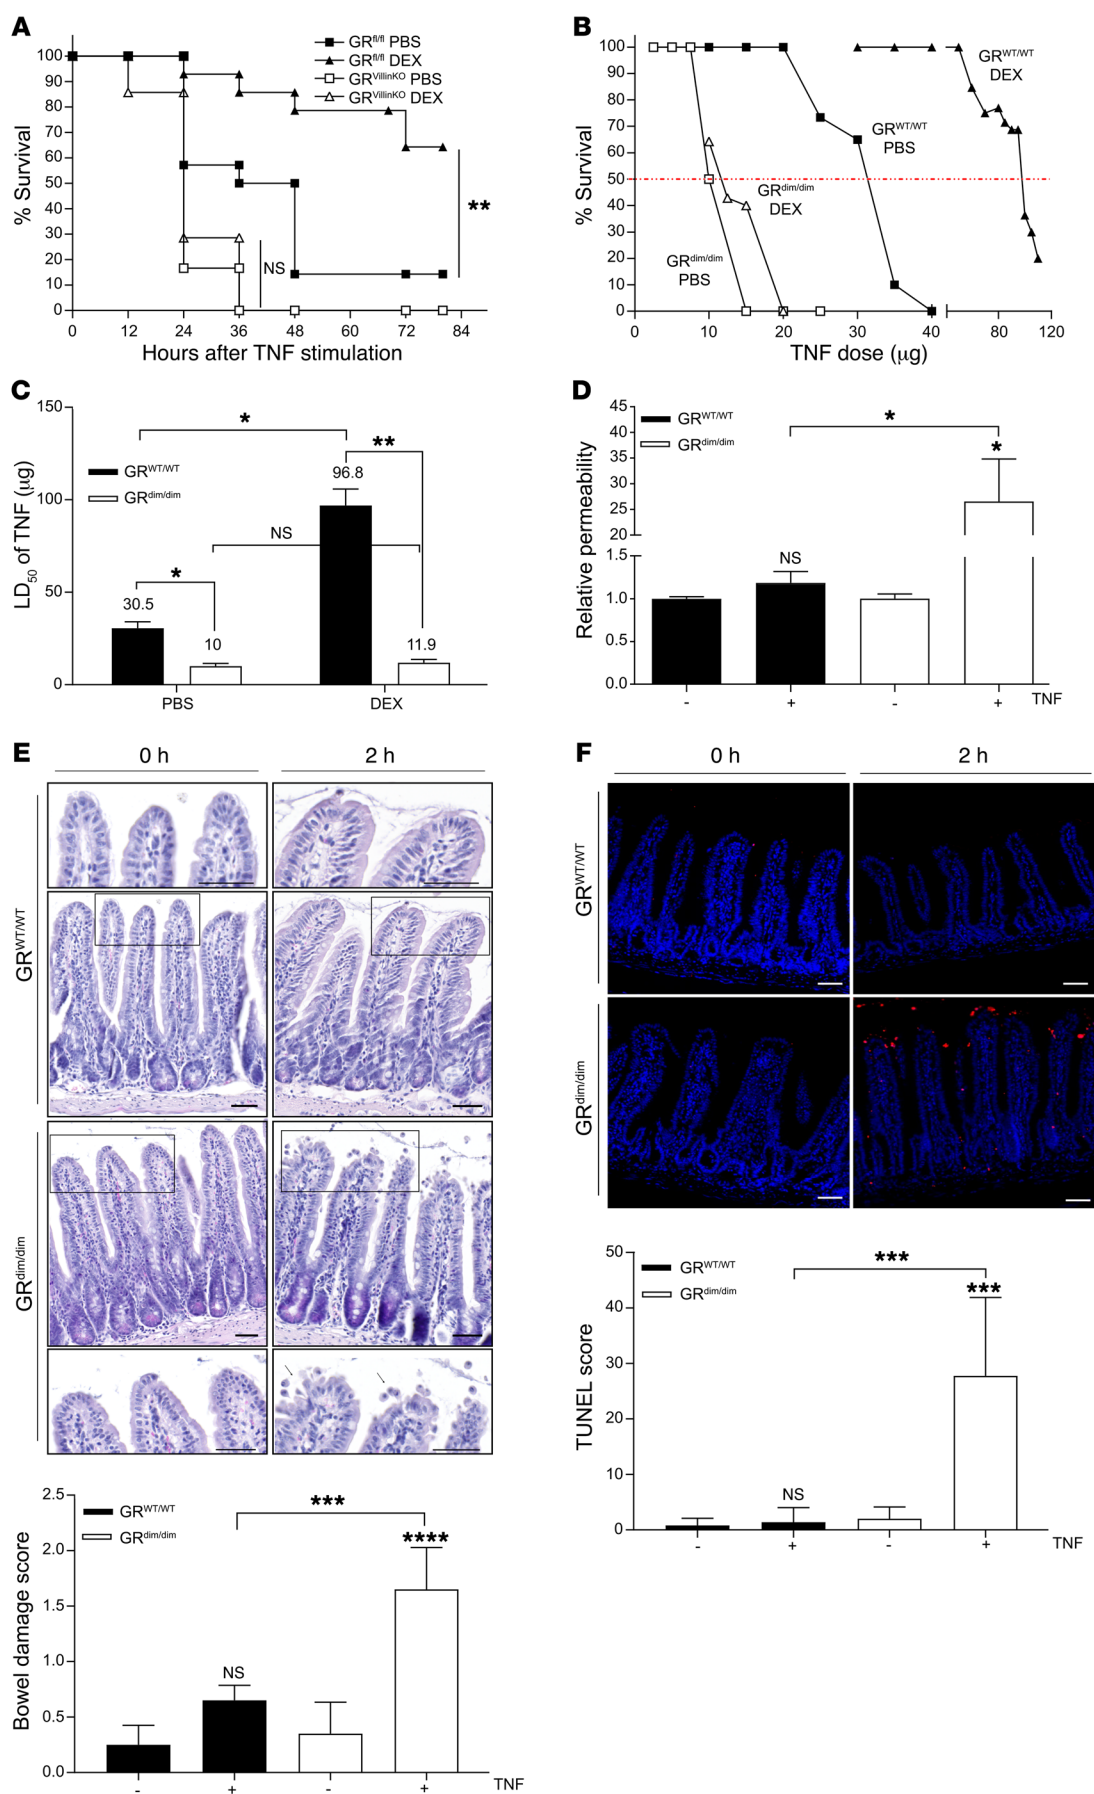 A
GRfl/fl PBS
GRfl/fl DEX
GRVillinKO PBS
GRVillinKO DEX
100
90
80
70
60
50
40
30
20
10
0
% Survival
**
NS
0 12 24 36 48 60 72 84
Hours after TNF stimulation
B
100
90
80
70
60
50
40
30
20
10
0
% Survival
GRWT/WT
DEX
GRWT/WT
PBS
GRdim/dim
DEX
GRdim/dim
PBS
0 10 20 30 40 80 120
TNF dose (μg)
C
150
100
50
0
LD50 of TNF (μg)
GRWT/WT
GRdim/dim
*
**
96.8
NS
*
30.5
10
11.9
PBS DEX
D
45
40
35
30
25
20
1.5
1.0
0.5
0.0
Relative permeability
GRWT/WT
GRdim/dim
*
*
NS
- + - + TNF
E
0 h 2 h
GRWT/WT
GRdim/dim
2.5
2.0
1.5
1.0
0.5
0.0
Bowel damage score
GRWT/WT
GRdim/dim
***
****
NS
- + - + TNF
F
0 h 2 h
GRWT/WT
GRdim/dim
50
40
30
20
10
0
TUNEL score
GRWT/WT
GRdim/dim
***
***
NS
- + - + TNF